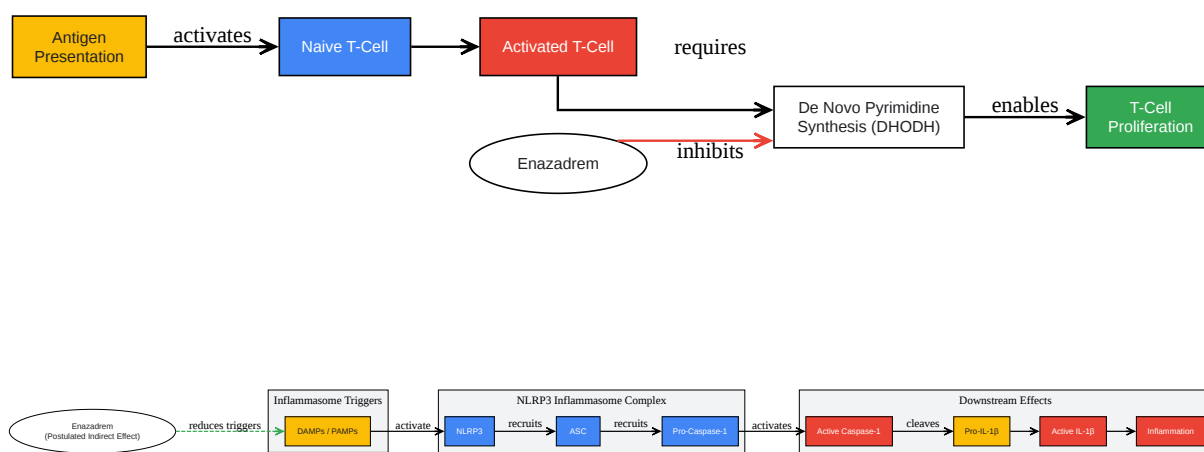 Antigen
Presentation
activates
Naive T-Cell
Activated T-Cell
requires
De Novo Pyrimidine
Synthesis (DHODH)
enables
T-Cell
Proliferation
Enazadrem
inhibits
Inflammasome Triggers
NLRP3 Inflammasome Complex
Downstream Effects
Enazadrem
(Postulated Indirect Effect)
reduces triggers
DAMPs / PAMPs
activate
NLRP3
recruits
ASC
recruits
Pro-Caspase-1
activates
Active Caspase-1
cleaves
Pro-IL-1β
Active IL-1β
Inflammation